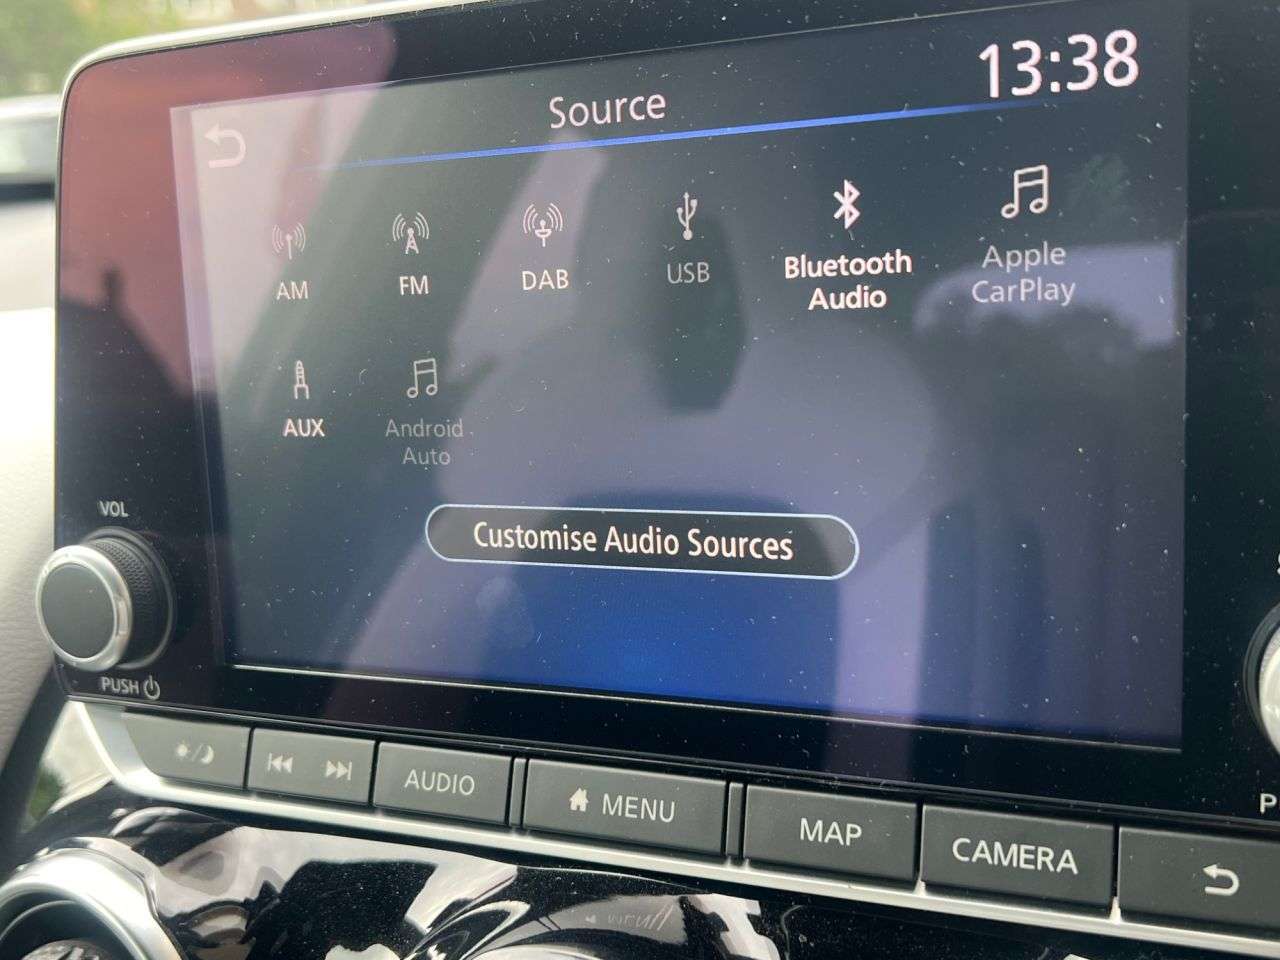 Source
13:38
AM
FM
DAB
USB
Bluetooth
Audio
Apple
CarPlay
AUX
Android
Auto
Customise Audio Sources
VOL
PUSH
AUDIO
MENU
MAP
CAMERA